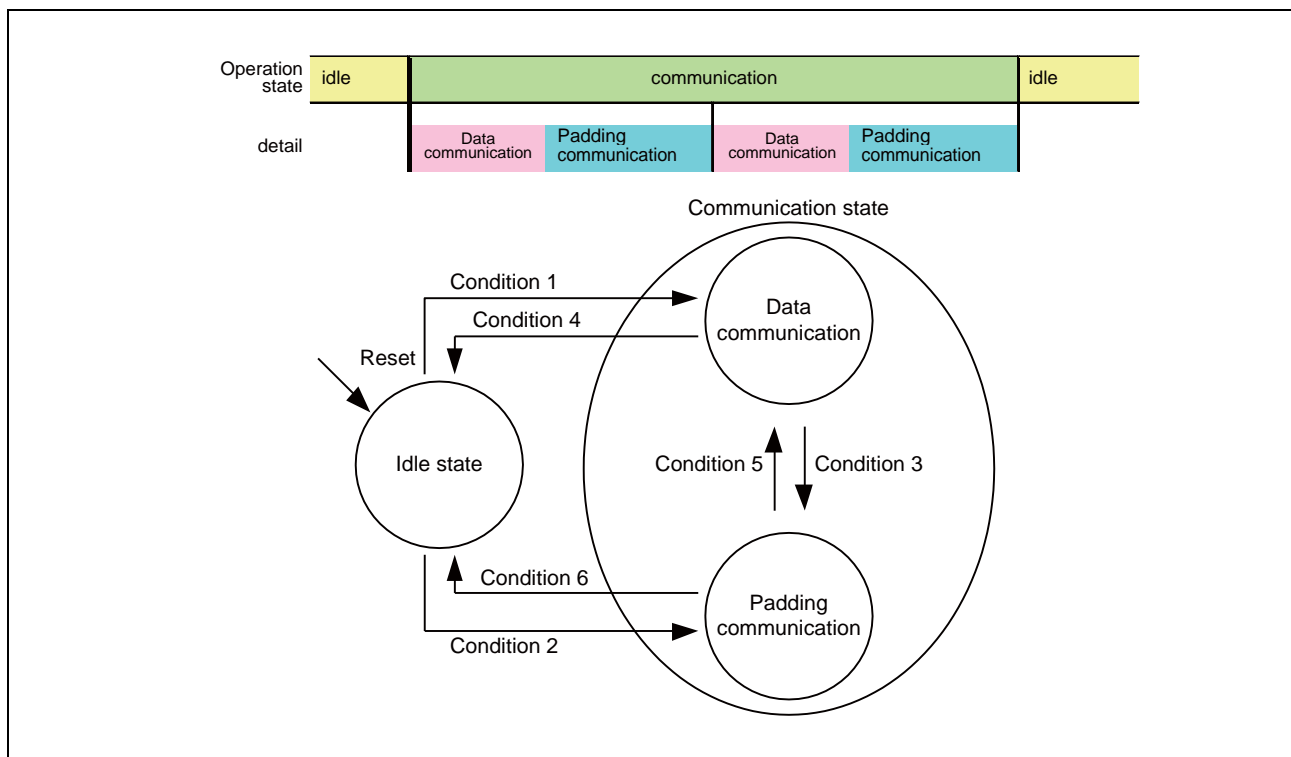 Operation
state
idle
communication
idle
detail
Data
communication
Padding
communication
Data
communication
Padding
communication
Communication state
Condition 1
Data
communication
Condition 4
Reset
Idle state
Condition 5
Condition 3
Condition 6
Padding
communication
Condition 2